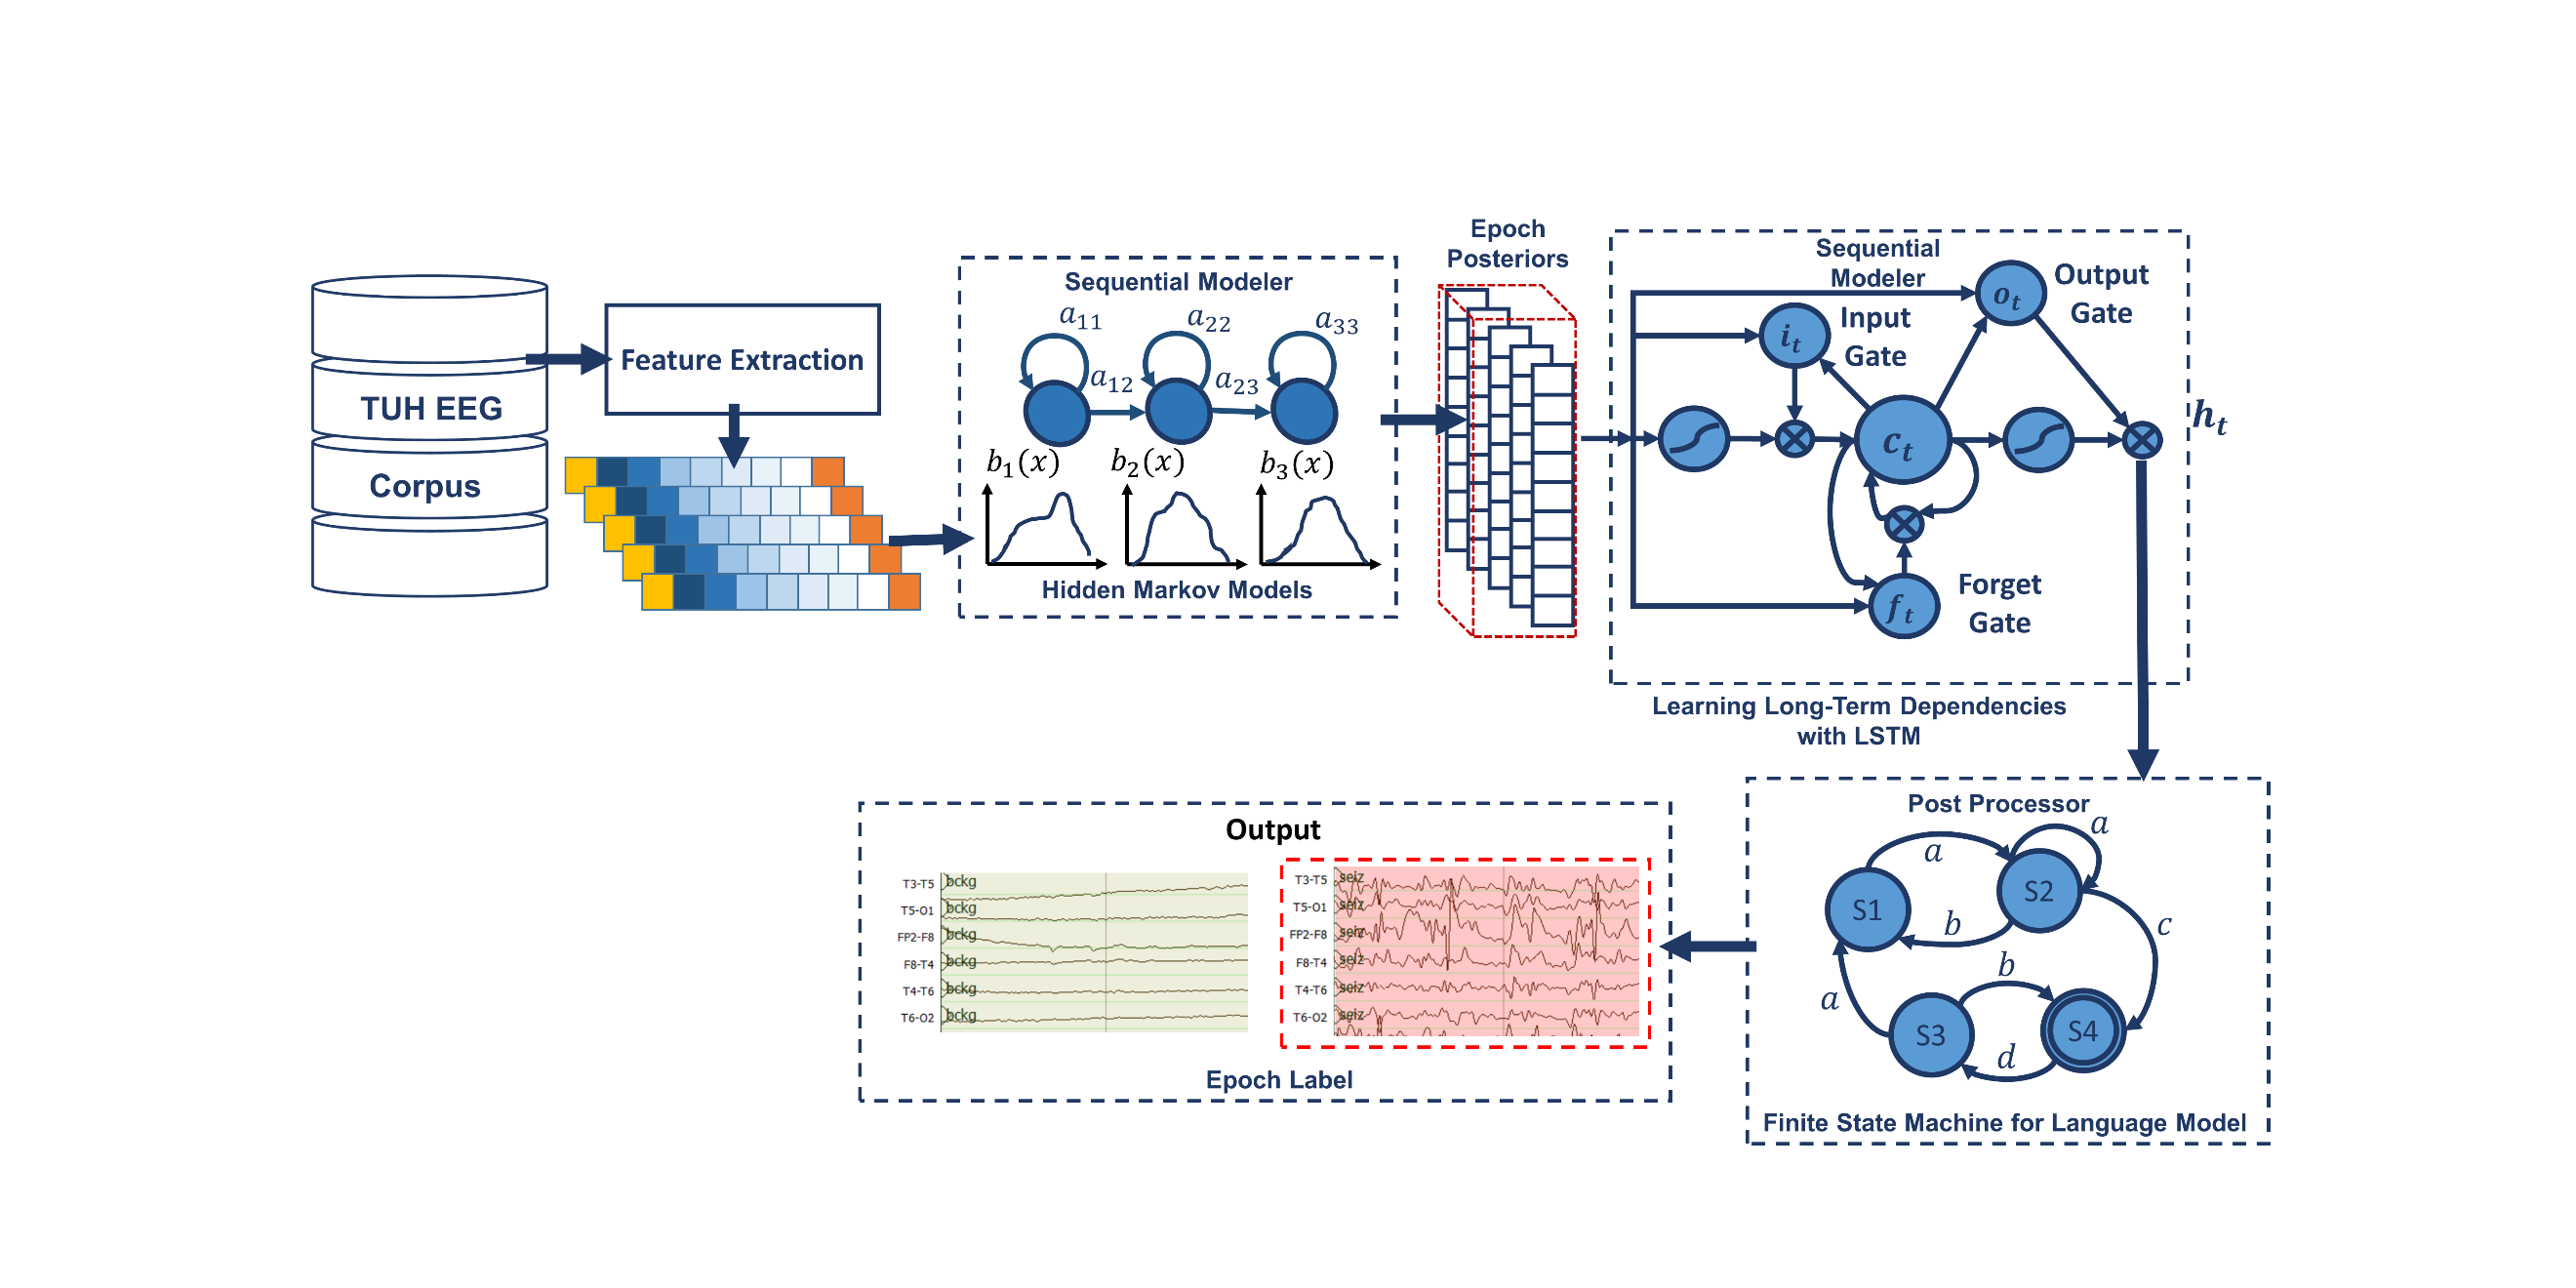 TUH EEG
Corpus
Feature Extraction
Sequential Modeler
a₁₁
a₂₂
a₃₃
a₁₂
a₂₃
b₁(x)
b₂(x)
b₃(x)
Hidden Markov Models
Epoch
Posteriors
Sequential
Modeler
oₜ
Output
Gate
iₜ
Input
Gate
cₜ
hₜ
fₜ
Forget
Gate
Learning Long-Term Dependencies
with LSTM
Post Processor
a
a
S1
S2
b
c
b
a
S3
S4
d
Finite State Machine for Language Model
Output
T3-T5 bckg
T5-O1 bckg
FP2-F8 bckg
F8-T4 bckg
T4-T6 bckg
T6-O2 bckg
T3-T5 seiz
T5-O1 seiz
FP2-F8 seiz
F8-T4 seiz
T4-T6 seiz
T6-O2 seiz
Epoch Label